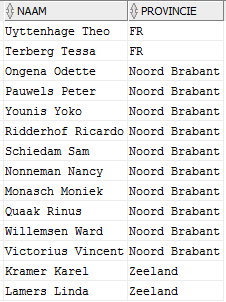 NAAM PROVINCIE
Uyttenhage Theo FR
Terberg Tessa FR
Ongena Odette Noord Brabant
Pauwels Peter Noord Brabant
Younis Yoko Noord Brabant
Ridderhof Ricardo Noord Brabant
Schiedam Sam Noord Brabant
Nonneman Nancy Noord Brabant
Monasch Moniek Noord Brabant
Quaak Rinus Noord Brabant
Willemsen Ward Noord Brabant
Victorius Vincent Noord Brabant
Kramer Karel Zeeland
Lamers Linda Zeeland